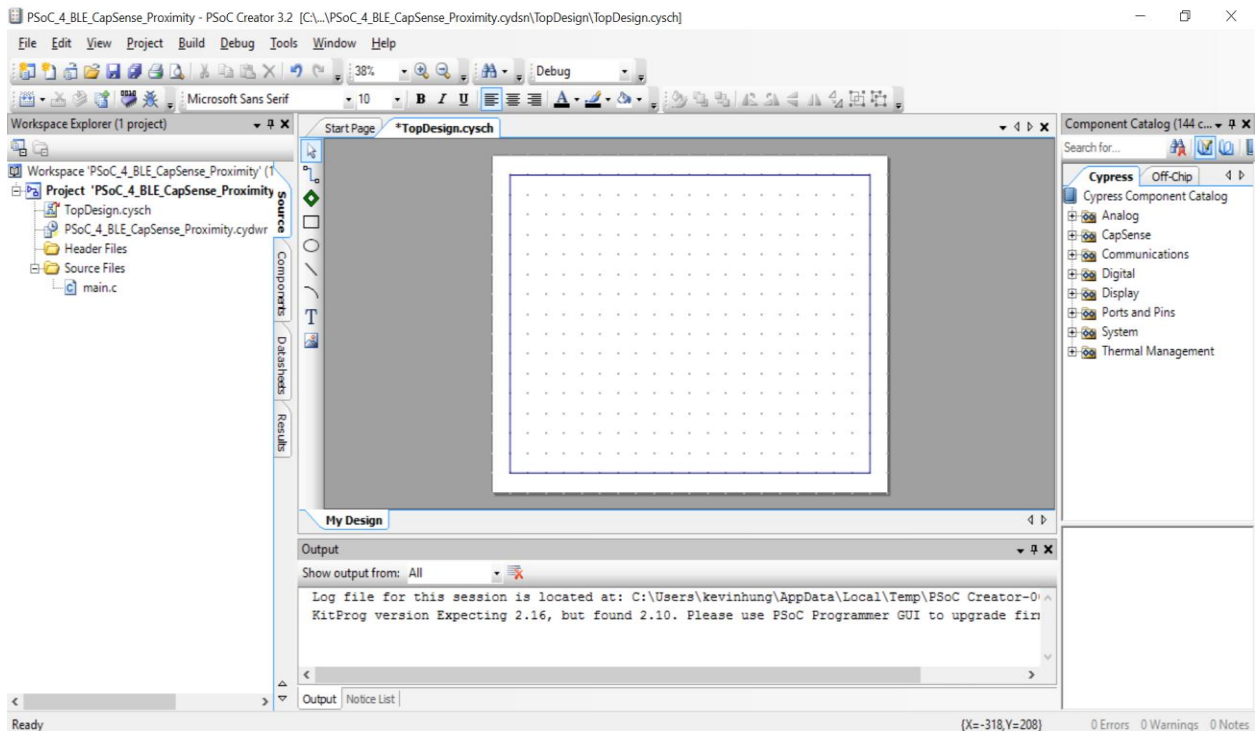 PSoC_4_BLE_CapSense_Proximity - PSoC Creator 3.2 [C:\...\PSoC_4_BLE_CapSense_Proximity.cydsn\TopDesign\TopDesign.cysch]
File Edit View Project Build Debug Tools Window Help
38% Debug
Microsoft Sans Serif 10 B I U A
Workspace Explorer (1 project)
Workspace 'PSoC_4_BLE_CapSense_Proximity' (1
Project 'PSoC_4_BLE_CapSense_Proximity
TopDesign.cysch
PSoC_4_BLE_CapSense_Proximity.cydwr
Header Files
Source Files
main.c
Source
Components
Datasheets
Results
Start Page *TopDesign.cysch
T
My Design
Output
Show output from: All
Log file for this session is located at: C:\Users\kevinhung\AppData\Local\Temp\PSoC Creator-0
KitProg version Expecting 2.16, but found 2.10. Please use PSoC Programmer GUI to upgrade fir
Output Notice List
Component Catalog (144 c...
Search for...
Cypress Off-Chip
Cypress Component Catalog
Analog
CapSense
Communications
Digital
Display
Ports and Pins
System
Thermal Management
Ready {X=-318,Y=208} 0 Errors 0 Warnings 0 Notes